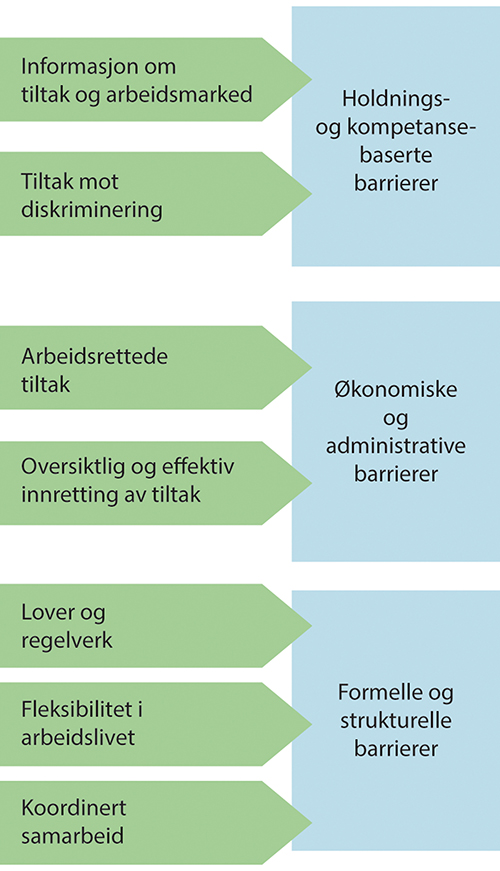 Informasjon om
tiltak og arbeidsmarked
Tiltak mot
diskriminering
Holdnings-
og kompetanse-
baserte
barrierer
Arbeidsrettede
tiltak
Oversiktlig og effektiv
innretting av tiltak
Økonomiske
og
administrative
barrierer
Lover og
regelverk
Fleksibilitet i
arbeidslivet
Koordinert
samarbeid
Formelle og
strukturelle
barrierer